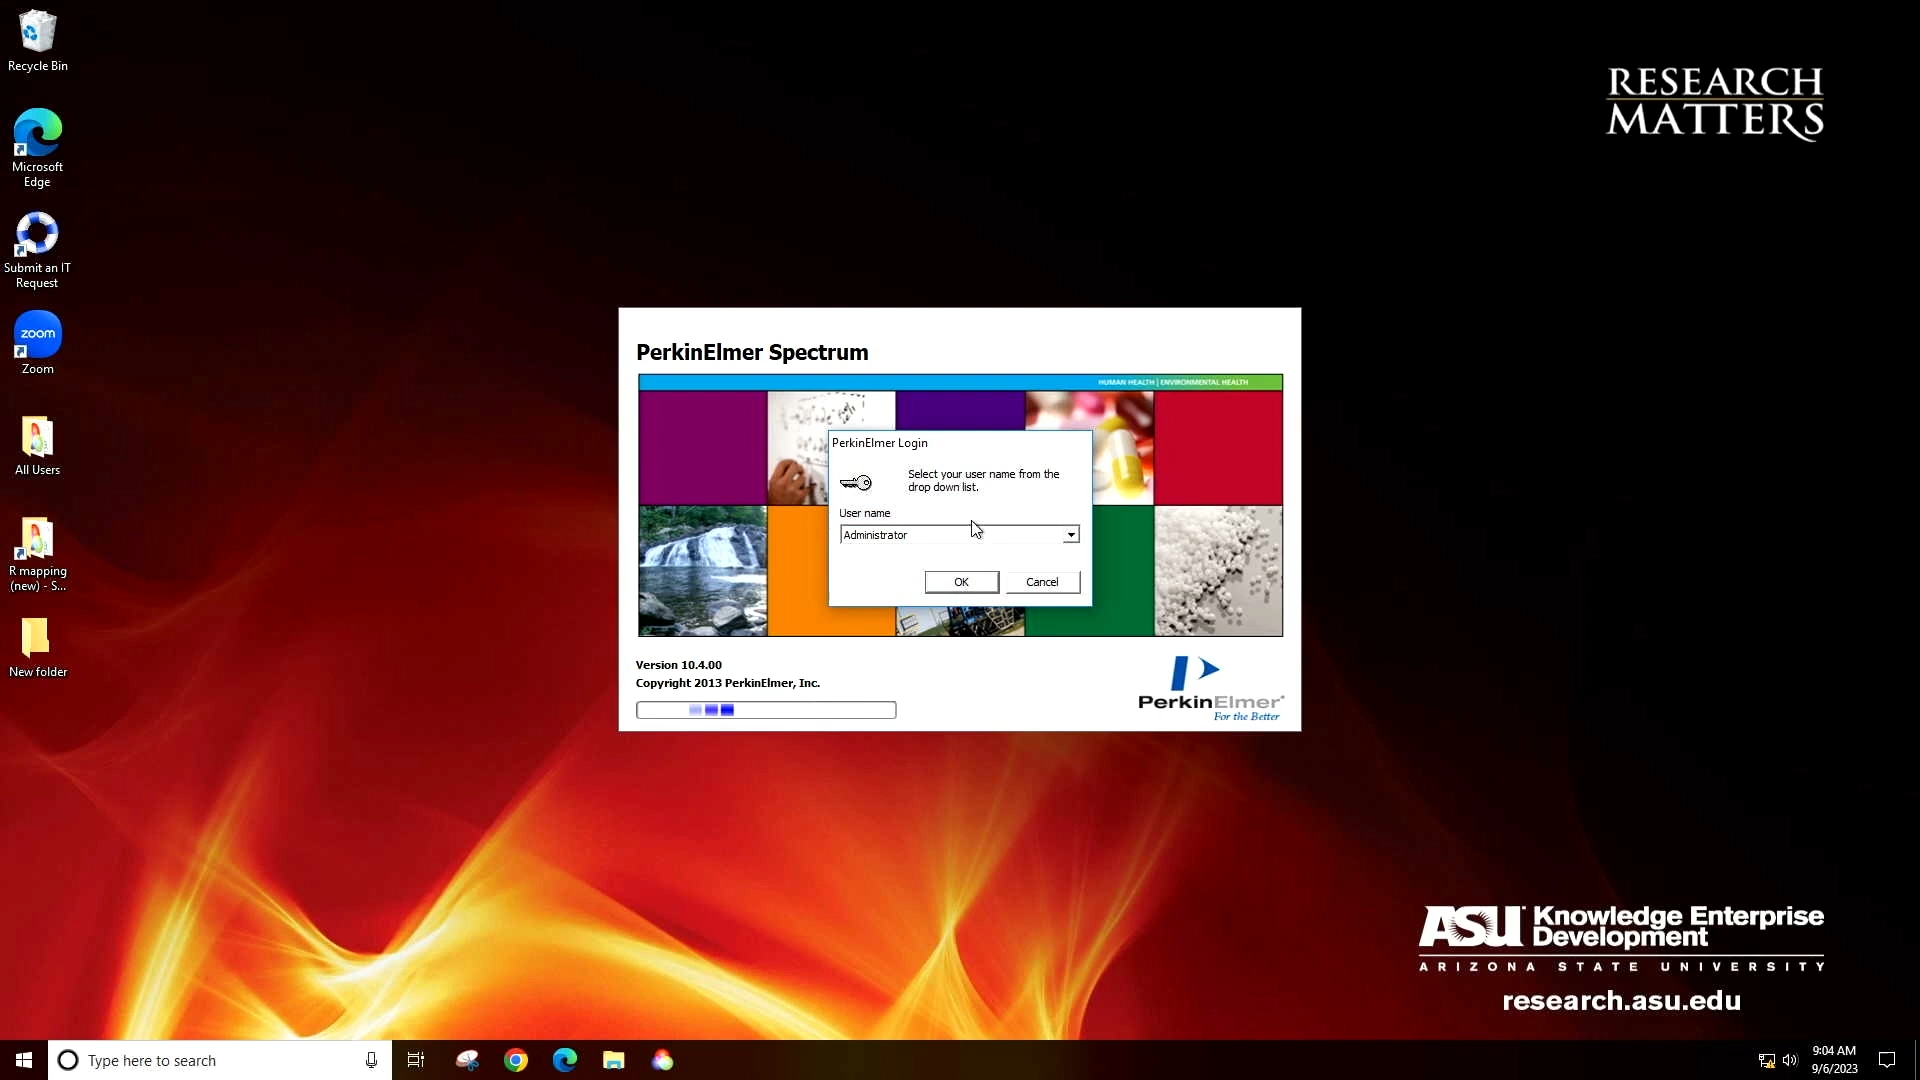 Recycle Bin
Microsoft
Edge
Submit an IT
Request
zoom
Zoom
All Users
R mapping
(new) - S...
New folder
RESEARCH
MATTERS
PerkinElmer Spectrum
HUMAN HEALTH | ENVIRONMENTAL HEALTH
PerkinElmer Login
Select your user name from the
drop down list.
User name
Administrator
OK
Cancel
Version 10.4.00
Copyright 2013 PerkinElmer, Inc.
PerkinElmer
For the Better
ASU Knowledge Enterprise
Development
ARIZONA STATE UNIVERSITY
research.asu.edu
Type here to search
9:04 AM
9/6/2023